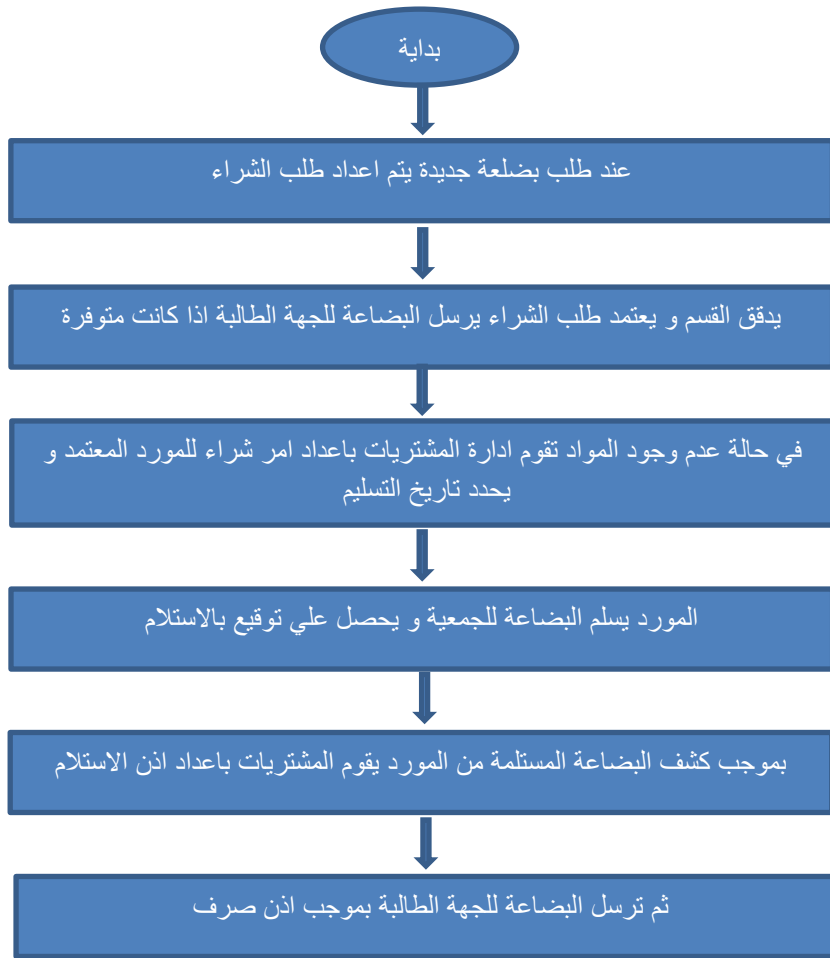 بداية
عند طلب بضلعة جديدة يتم اعداد طلب الشراء
يدقق القسم و يعتمد طلب الشراء يرسل البضاعة للجهة الطالبة اذا كانت متوفرة
في حالة عدم وجود المواد تقوم ادارة المشتريات باعداد امر شراء للمورد المعتمد و
يحدد تاريخ التسليم
المورد يسلم البضاعة للجمعية و يحصل علي توقيع بالاستلام
بموجب كشف البضاعة المستلمة من المورد يقوم المشتريات باعداد اذن الاستلام
ثم ترسل البضاعة للجهة الطالبة بموجب اذن صرف